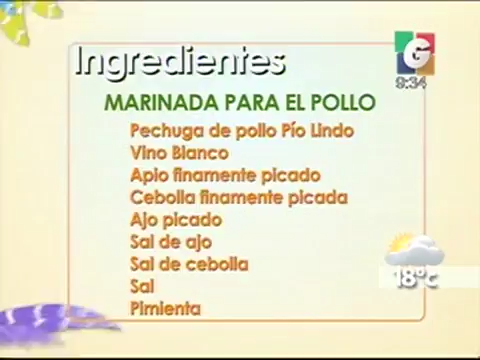 Ingredientes
G
9:34
MARINADA PARA EL POLLO
Pechuga de pollo Pío Lindo
Vino Blanco
Apio finamente picado
Cebolla finamente picada
Ajo picado
Sal de ajo
Sal de cebolla
Sal
Pimienta
18°C